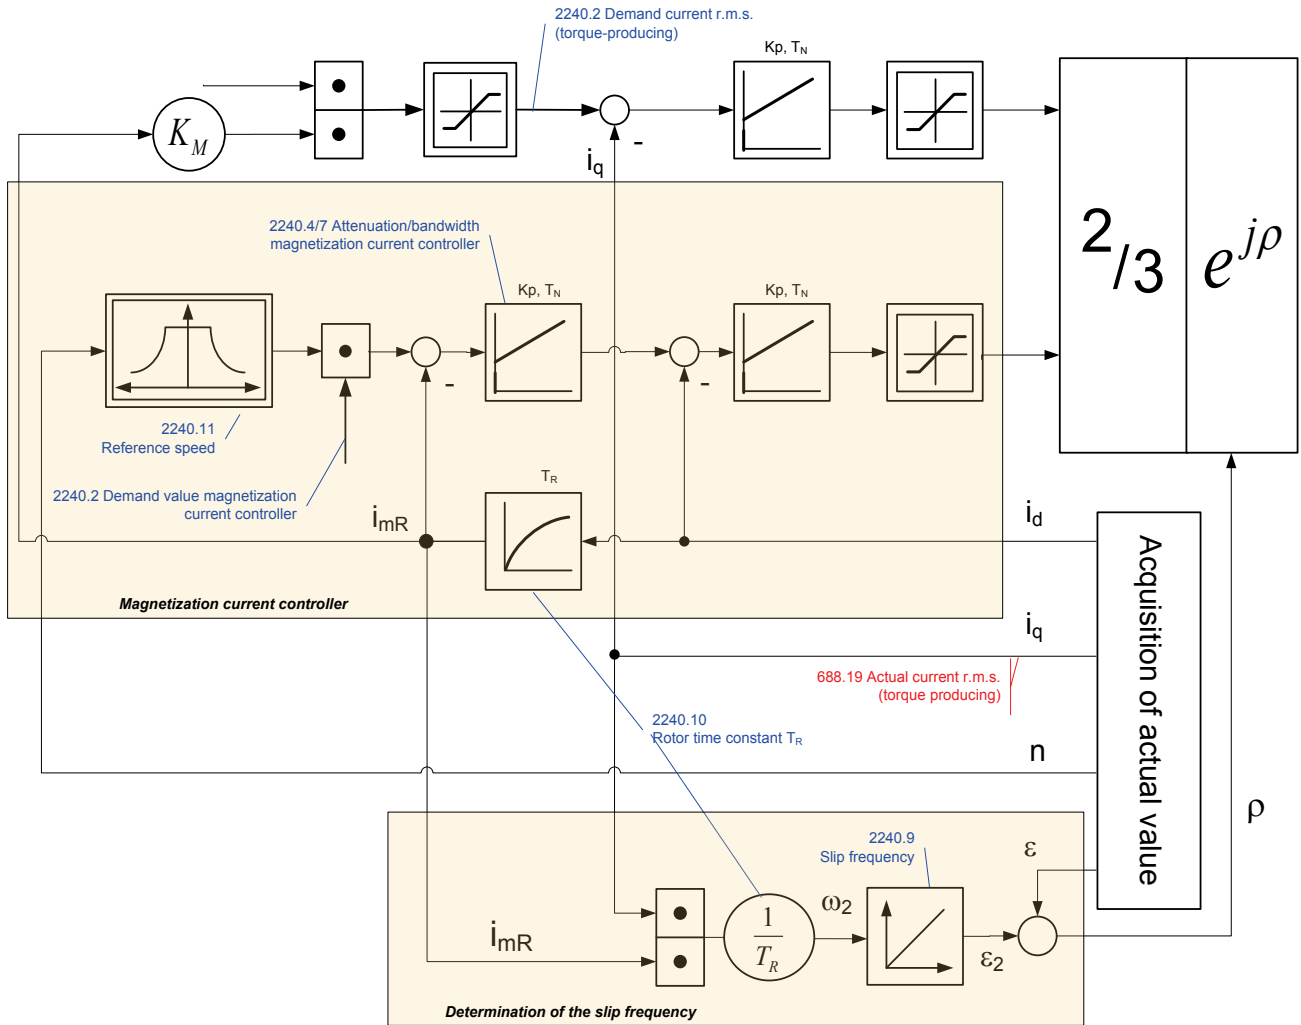 2240.2 Demand current r.m.s.
(torque-producing)
Kp, TN
KM
-
iq
2240.4/7 Attenuation/bandwidth
magnetization current controller
2/3
e jρ
Kp, TN
Kp, TN
-
-
2240.11
Reference speed
2240.2 Demand value magnetization
current controller
TR
imR
id
Magnetization current controller
iq
688.19 Actual current r.m.s.
(torque producing)
2240.10
Rotor time constant TR
n
Acquisition of actual value
ρ
2240.9
Slip frequency
ε
ω2
imR
1
TR
ε2
Determination of the slip frequency